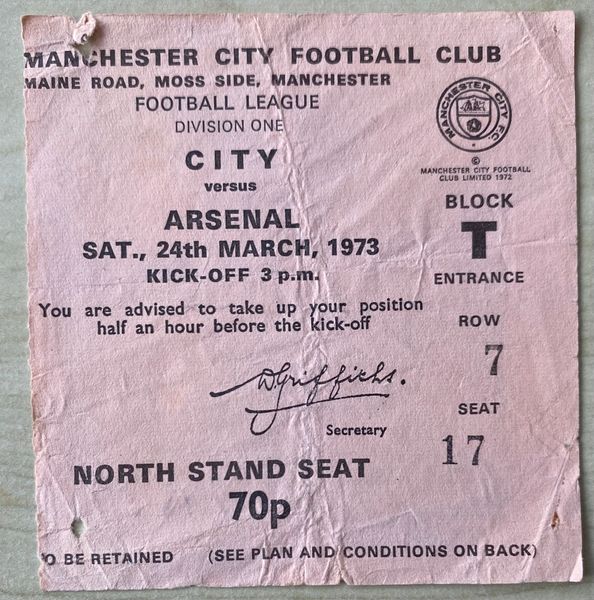 MANCHESTER CITY FOOTBALL CLUB
MAINE ROAD, MOSS SIDE, MANCHESTER
FOOTBALL LEAGUE
DIVISION ONE
CITY
versus
ARSENAL
SAT., 24th MARCH, 1973
KICK-OFF 3 p.m.
You are advised to take up your position
half an hour before the kick-off
D Griffiths.
Secretary
NORTH STAND SEAT
70p
MANCHESTER CITY F.C.
©
MANCHESTER CITY FOOTBALL
CLUB LIMITED 1972
BLOCK
T
ENTRANCE
ROW
7
SEAT
17
O BE RETAINED (SEE PLAN AND CONDITIONS ON BACK)